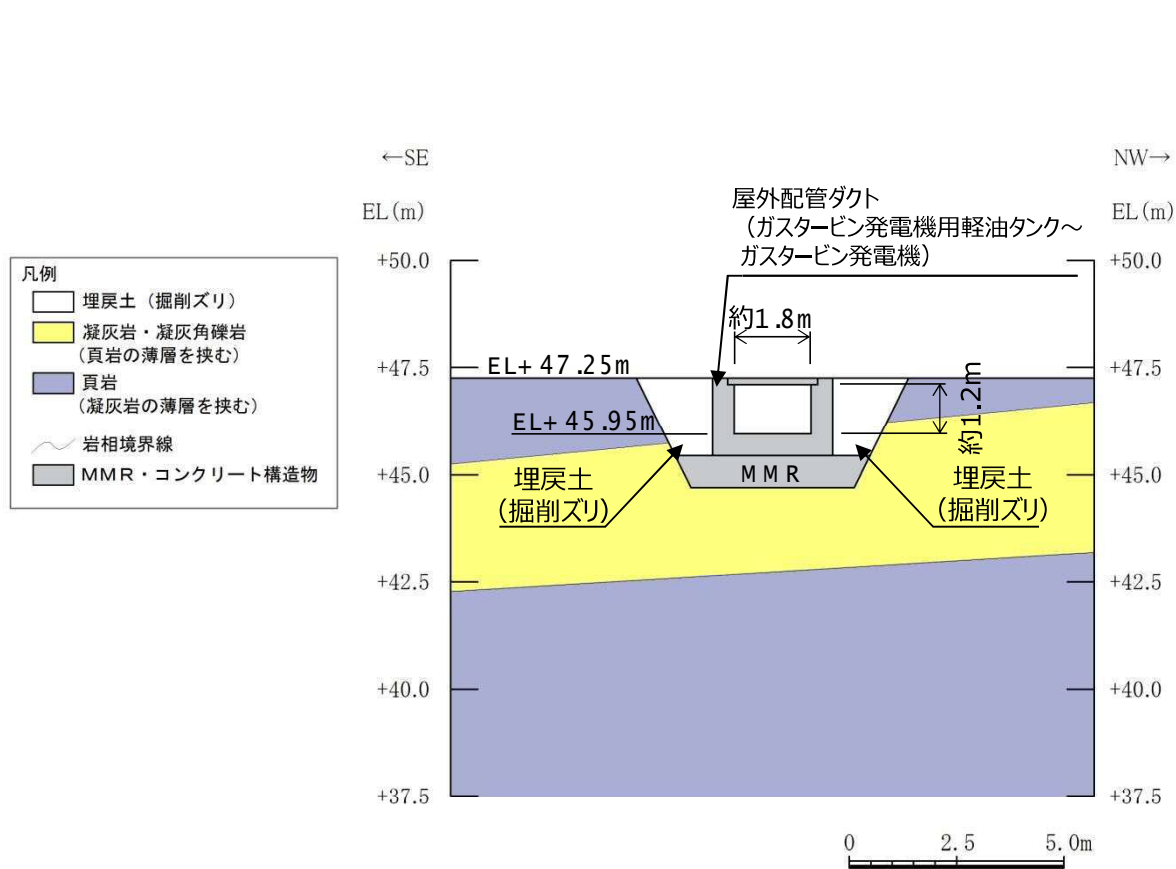 ←SE
NW→
EL(m)
EL(m)
屋外配管ダクト
（ガスタービン発電機用軽油タンク～
ガスタービン発電機）
凡例
埋戻土（掘削ズリ）
凝灰岩・凝灰角礫岩
(頁岩の薄層を挟む)
頁岩
(凝灰岩の薄層を挟む)
岩相境界線
MMR・コンクリート構造物
+50.0
+50.0
約1.8m
+47.5
EL+ 47.25m
+47.5
EL+ 45.95m
約1.2m
+45.0
MMR
+45.0
埋戻土
(掘削ズリ)
埋戻土
(掘削ズリ)
+42.5
+42.5
+40.0
+40.0
+37.5
+37.5
0 2.5 5.0m